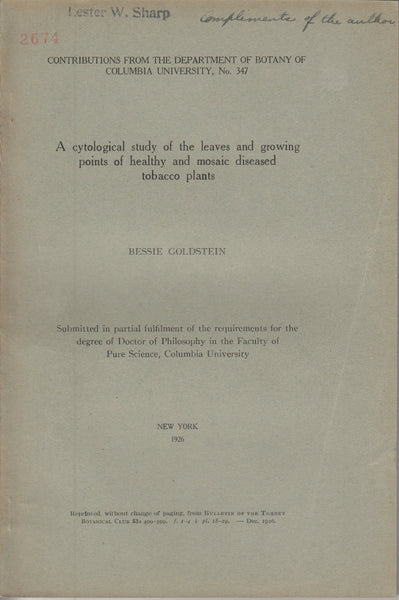 Lester W. Sharp
Complements of the author
2674
CONTRIBUTIONS FROM THE DEPARTMENT OF BOTANY OF
COLUMBIA UNIVERSITY, No. 347
A cytological study of the leaves and growing
points of healthy and mosaic diseased
tobacco plants
BESSIE GOLDSTEIN
Submitted in partial fulfilment of the requirements for the
degree of Doctor of Philosophy in the Faculty of
Pure Science, Columbia University
NEW YORK
1926
Reprinted, without change of paging, from BULLETIN OF THE TORREY
BOTANICAL CLUB 53: 499-599. f. 1-4 & pl. 18-29. — Dec. 1926.